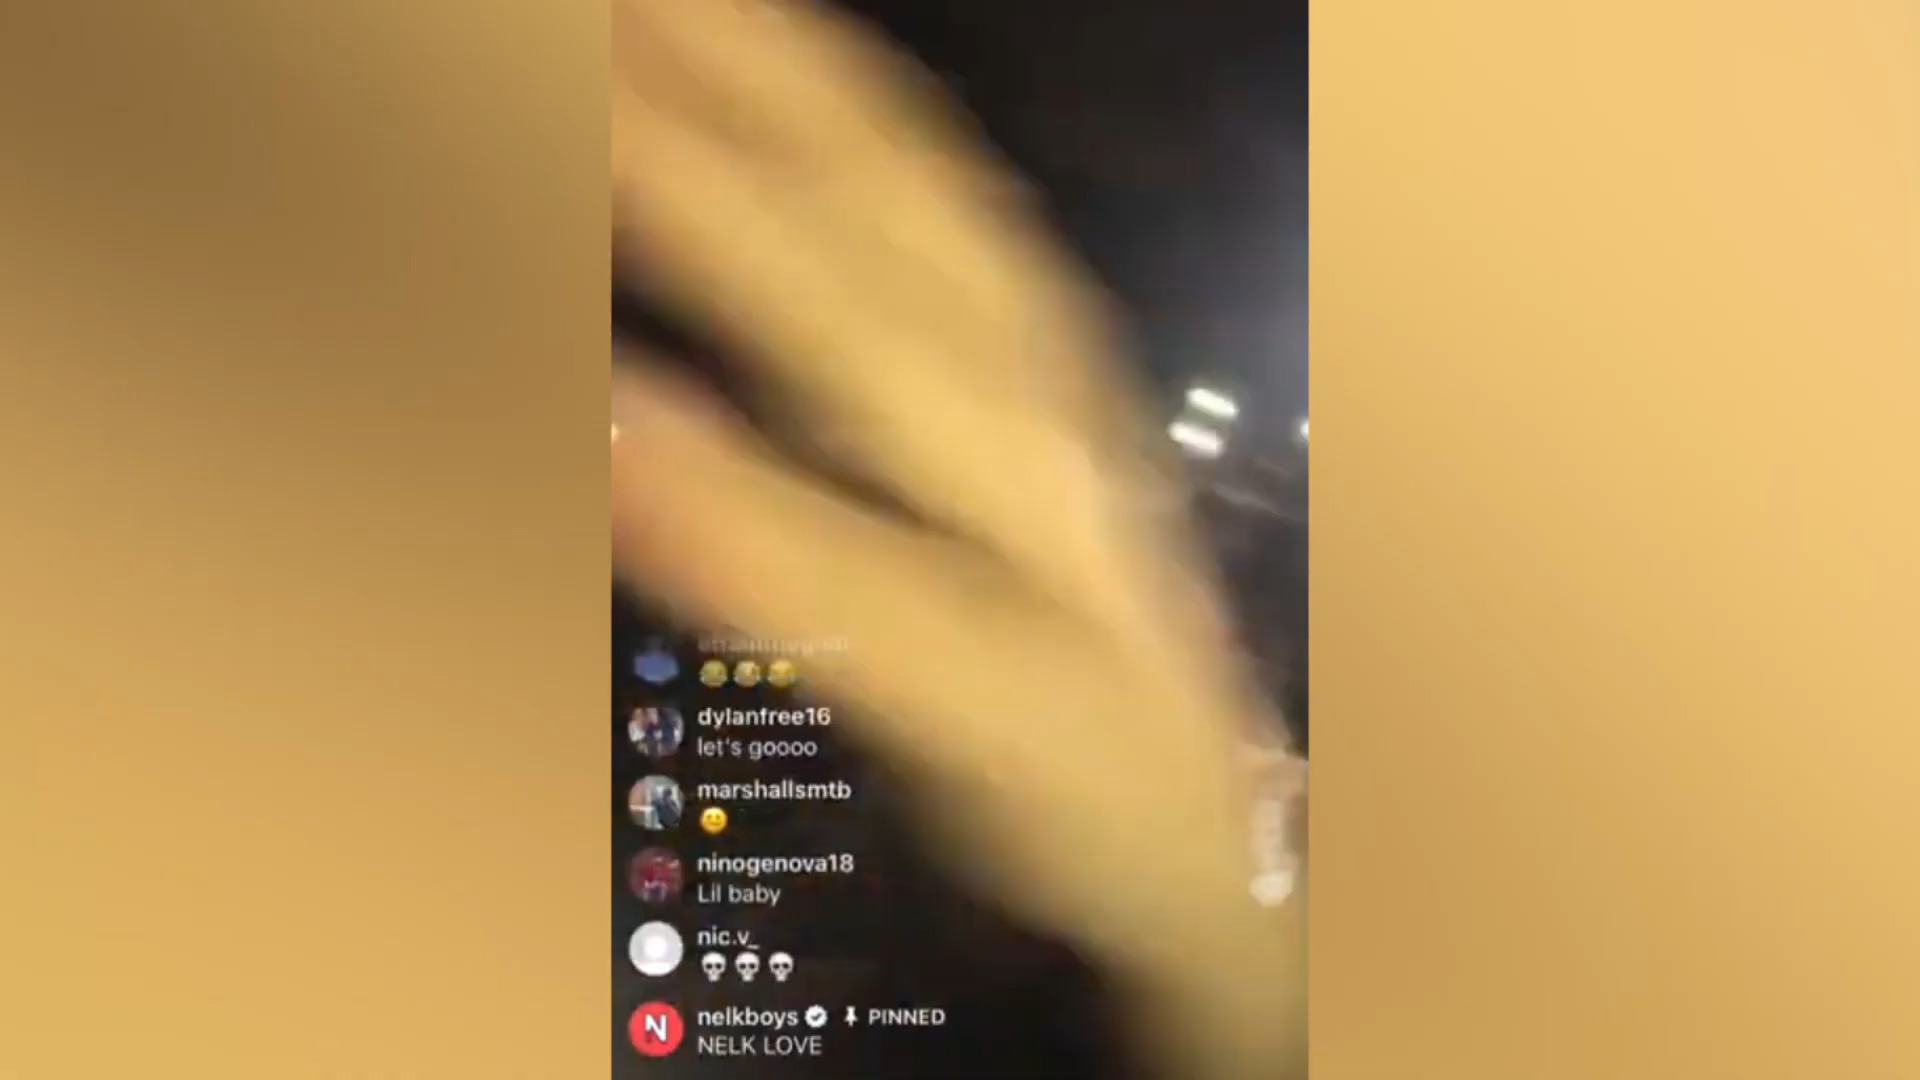 dylanfree16
let's goooo
marshallsmtb
😐
ninogenova18
Lil baby
nic.v_
💀💀💀
N
nelkboys PINNED
NELK LOVE